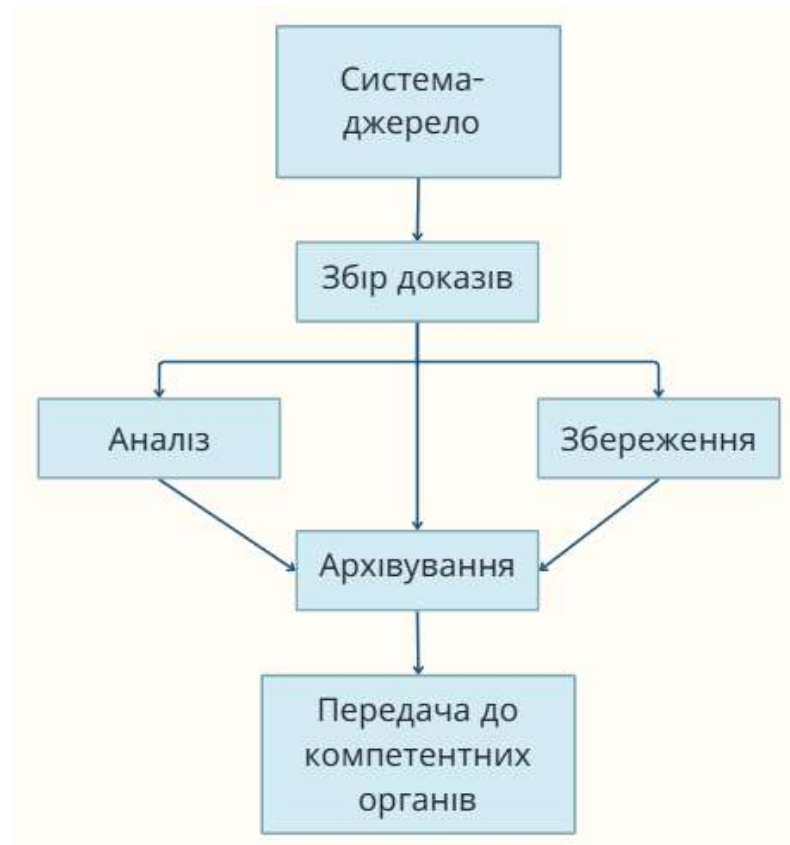 Система-
джерело
Збір доказів
Аналіз
Збереження
Архівування
Передача до
компетентних
органів